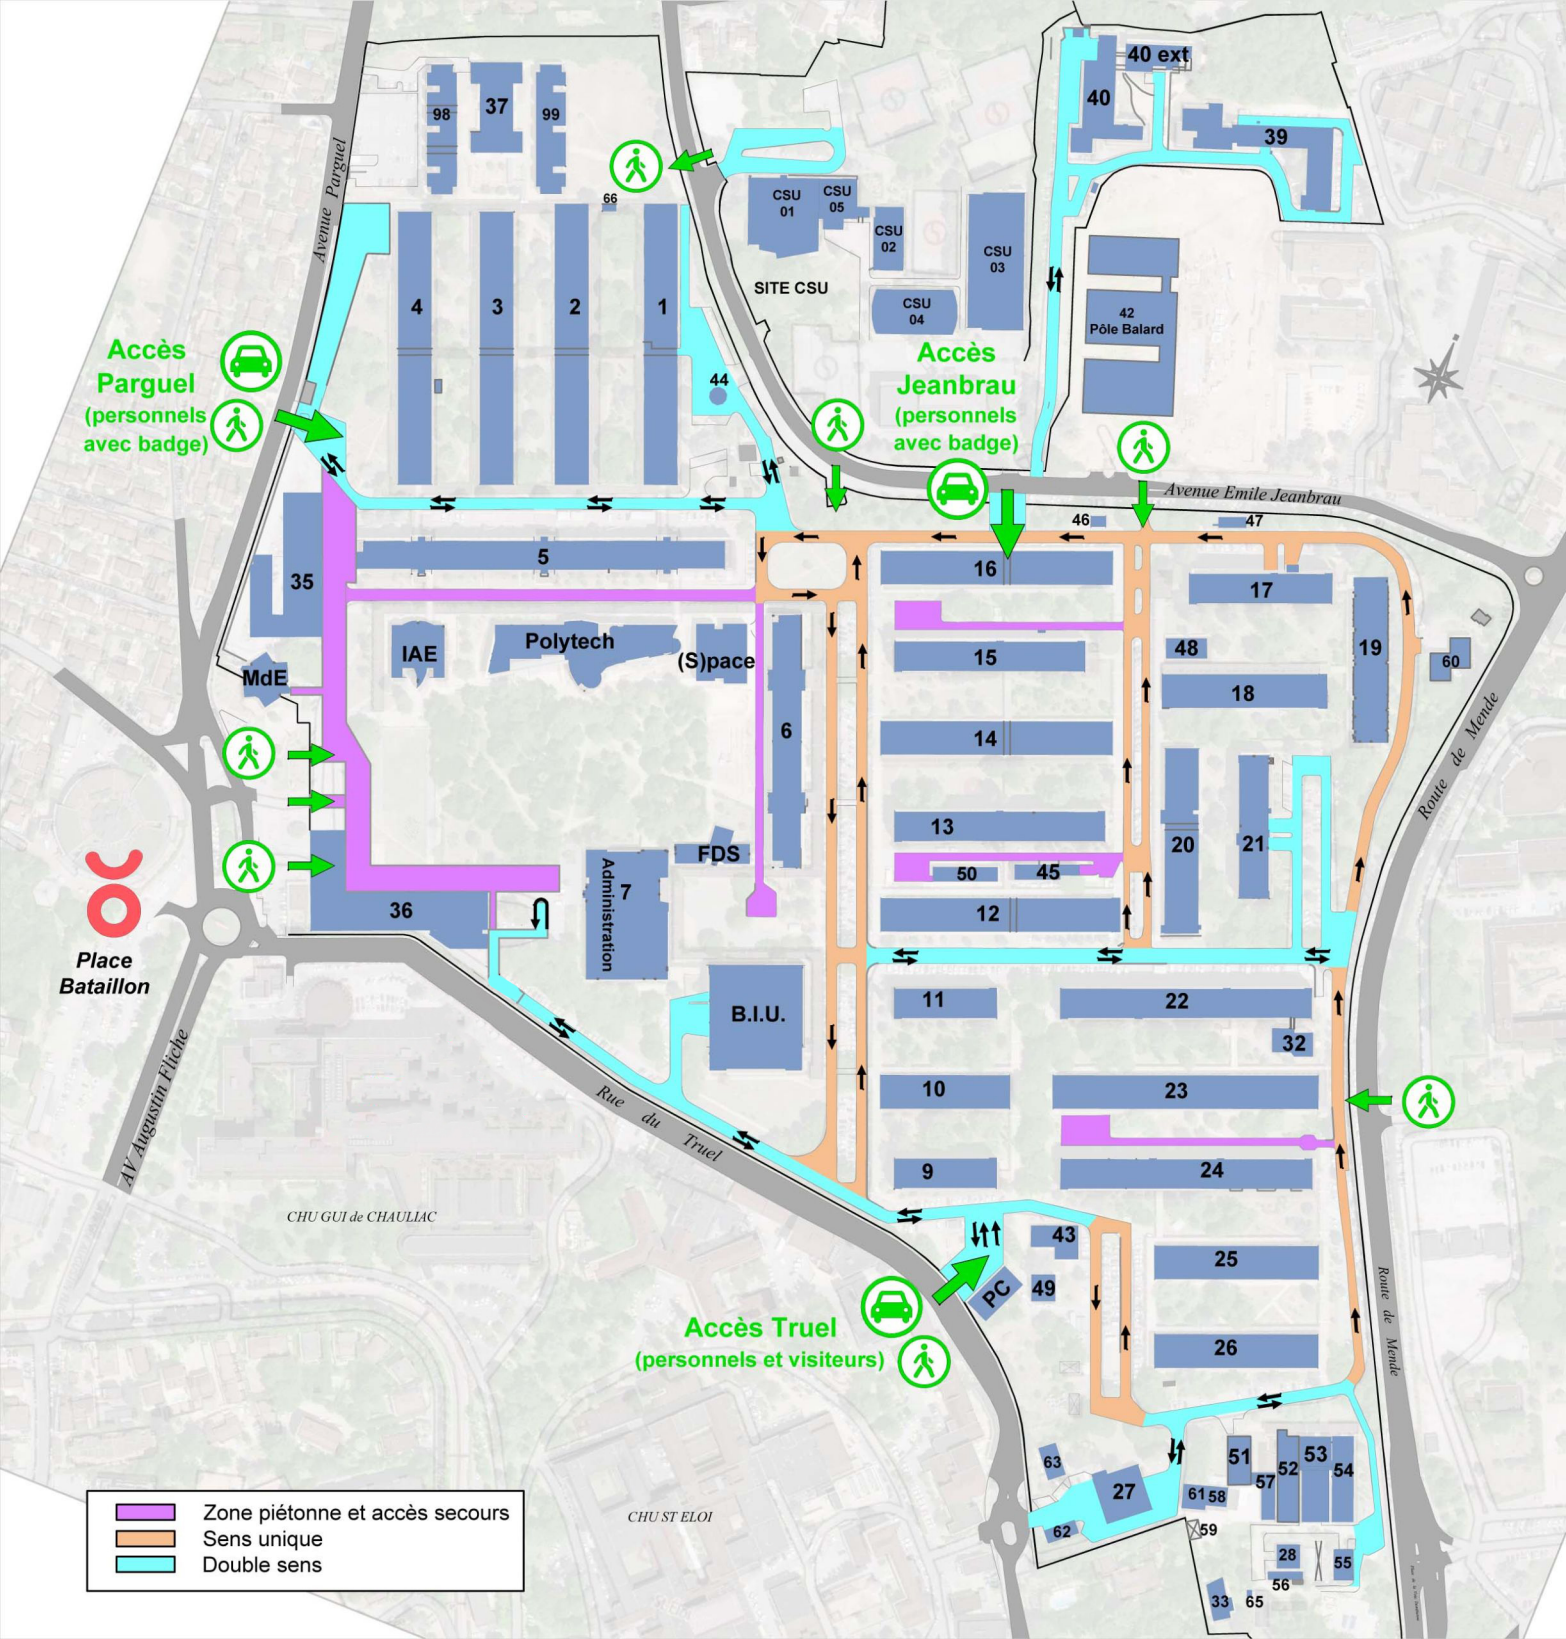 40 ext
37
98
99
40
39
Avenue Parguel
66
CSU
01
CSU
05
CSU
02
CSU
03
CSU
04
SITE CSU
4
3
2
1
42
Pôle Balard
44
Accès
Parguel
(personnels
avec badge)
Accès
Jeanbrau
(personnels
avec badge)
Avenue Emile Jeanbrau
46
47
5
16
17
35
IAE
Polytech
(S)pace
MdE
6
15
48
19
60
18
14
Route de Mende
13
20
21
FDS
7
Administration
50
45
36
12
Place
Bataillon
AV Augustin Fliche
B.I.U.
11
22
32
10
23
Rue du Truel
9
24
CHU GUI de CHAULIAC
43
25
PC
49
Route de Mende
Accès Truel
(personnels et visiteurs)
26
63
27
51
52
53
54
57
61
58
62
59
CHU ST ELOI
28
55
56
33
65
Zone piétonne et accès secours
Sens unique
Double sens